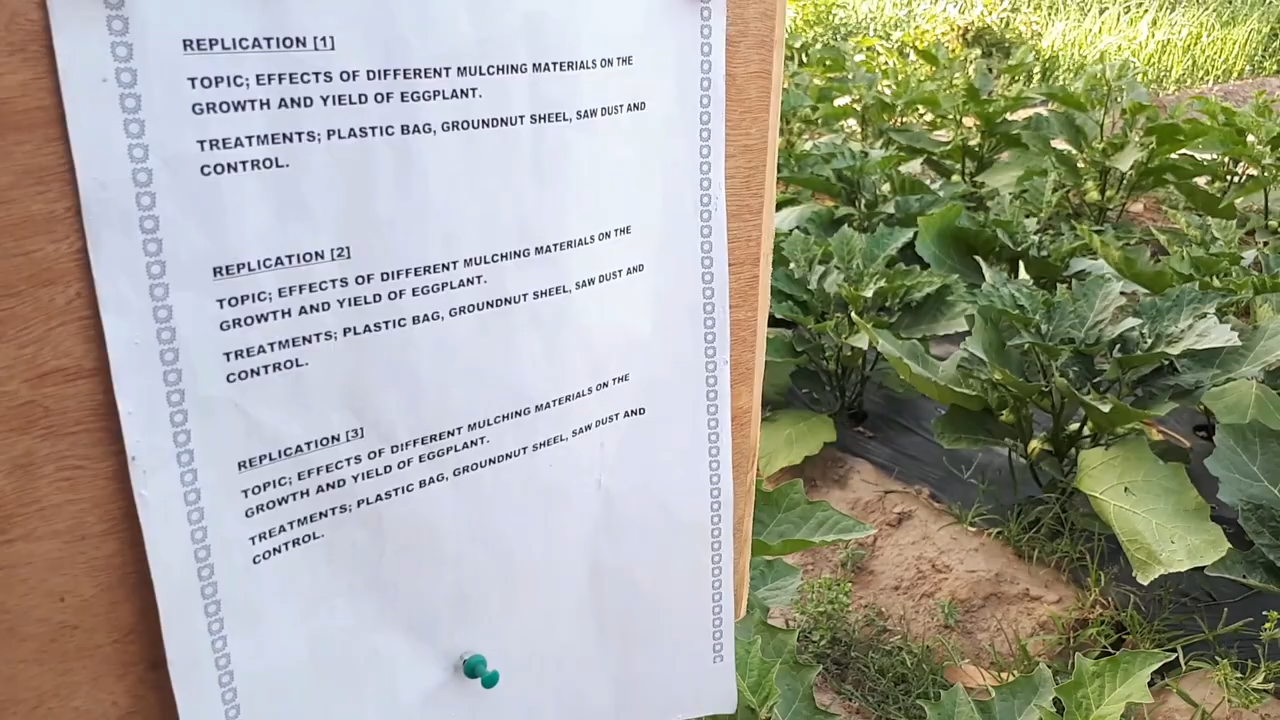 REPLICATION [1]
TOPIC; EFFECTS OF DIFFERENT MULCHING MATERIALS ON THE
GROWTH AND YIELD OF EGGPLANT.
TREATMENTS; PLASTIC BAG, GROUNDNUT SHEEL, SAW DUST AND
CONTROL.
REPLICATION [2]
TOPIC; EFFECTS OF DIFFERENT MULCHING MATERIALS ON THE
GROWTH AND YIELD OF EGGPLANT.
TREATMENTS; PLASTIC BAG, GROUNDNUT SHEEL, SAW DUST AND
CONTROL.
REPLICATION [3]
TOPIC; EFFECTS OF DIFFERENT MULCHING MATERIALS ON THE
GROWTH AND YIELD OF EGGPLANT.
TREATMENTS; PLASTIC BAG, GROUNDNUT SHEEL, SAW DUST AND
CONTROL.